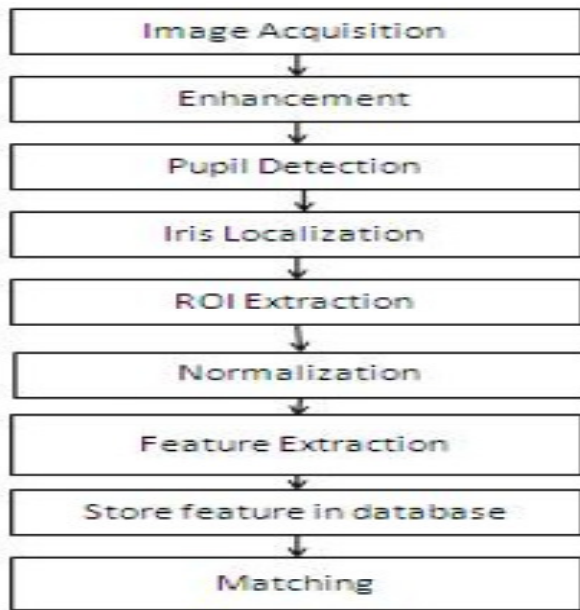 Image Acquisition
Enhancement
Pupil Detection
Iris Localization
ROI Extraction
Normalization
Feature Extraction
Store feature in database
Matching